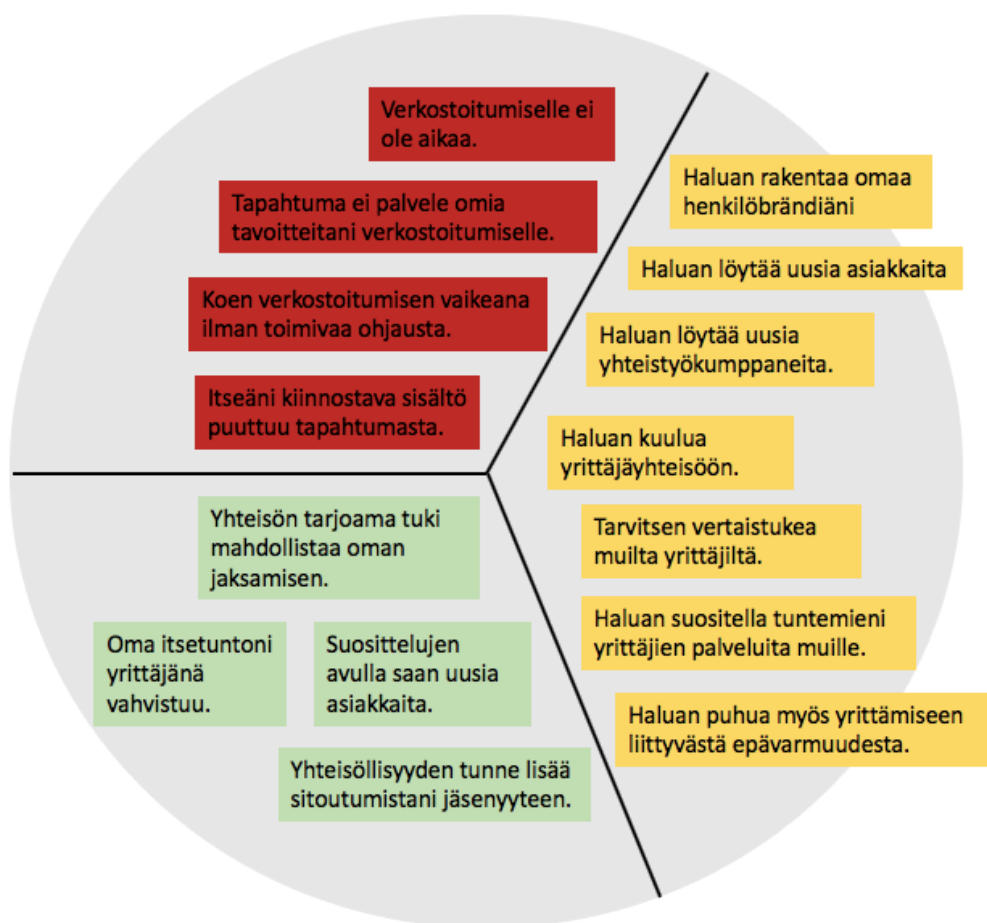 Verkostoitumiselle ei
ole aikaa.
Tapahtuma ei palvele omia
tavoitteitani verkostoitumiselle.
Koen verkostoitumisen vaikeana
ilman toimivaa ohjausta.
Itseäni kiinnostava sisältö
puuttuu tapahtumasta.
Haluan rakentaa omaa
henkilöbrändiäni
Haluan löytää uusia asiakkaita
Haluan löytää uusia
yhteistyökumppaneita.
Haluan kuulua
yrittäjäyhteisöön.
Tarvitsen vertaistukea
muilta yrittäjiltä.
Haluan suositella tuntemieni
yrittäjien palveluita muille.
Haluan puhua myös yrittämiseen
liittyvästä epävarmuudesta.
Yhteisön tarjoama tuki
mahdollistaa oman
jaksamisen.
Oma itsetuntoni
yrittäjänä
vahvistuu.
Suosittelujen
avulla saan uusia
asiakkaita.
Yhteisöllisyyden tunne lisää
sitoutumistani jäsenyyteen.